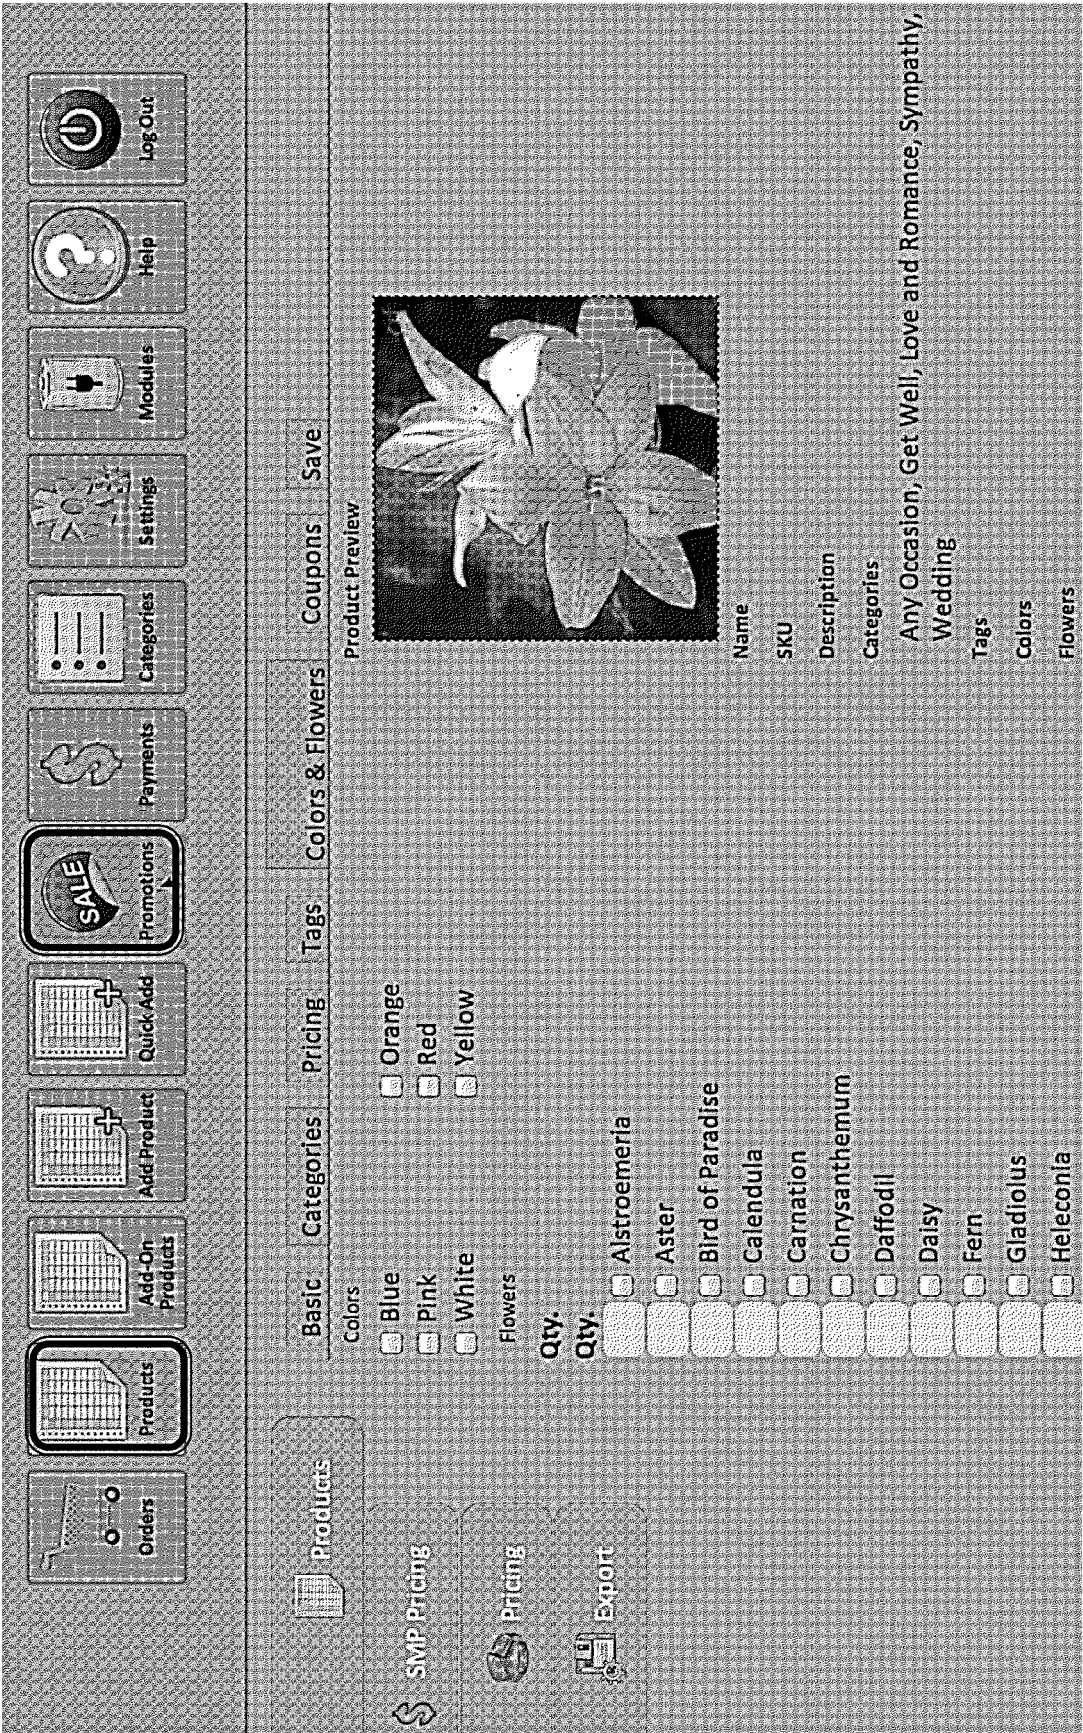 Orders
Products
Add-On
Products
Add Product
Quick Add
SALE
Promotions
Payments
Categories
Settings
Modules
Help
Log Out
Products
SMP Pricing
Pricing
Export
Basic
Categories
Pricing
Tags
Colors & Flowers
Coupons
Save
Colors
Blue
Orange
Pink
Red
White
Yellow
Flowers
Qty.
Qty.
Alstroemeria
Aster
Bird of Paradise
Calendula
Carnation
Chrysanthemum
Daffodil
Daisy
Fern
Gladiolus
Heleconia
Product Preview
Name
SKU
Description
Categories
Any Occasion, Get Well, Love and Romance, Sympathy,
Wedding
Tags
Colors
Flowers